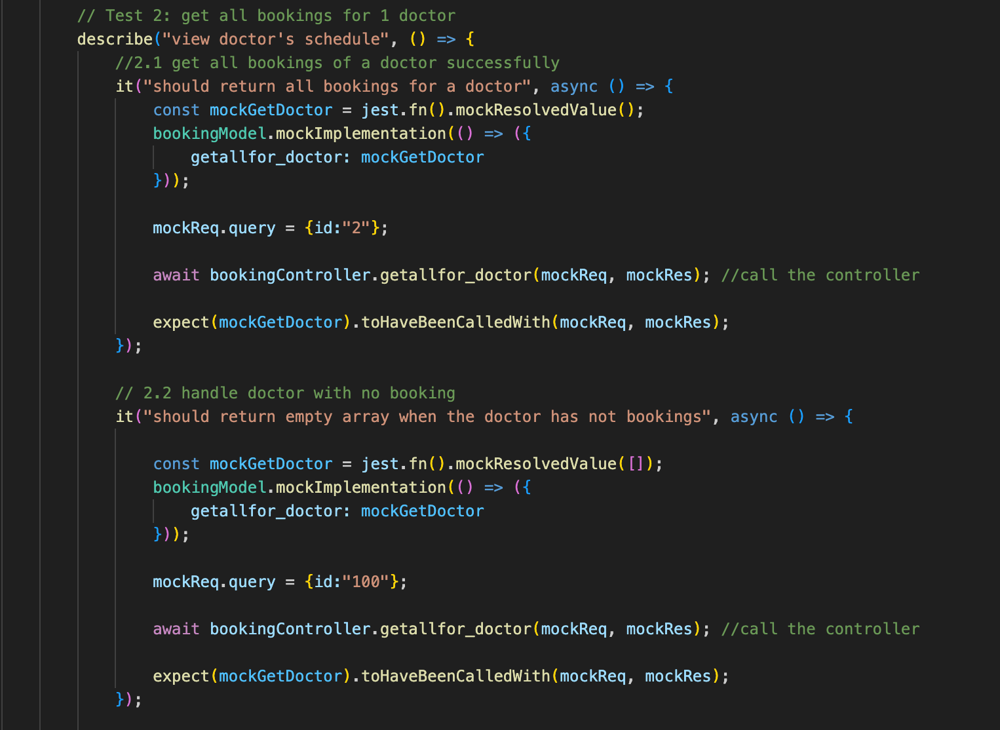 // Test 2: get all bookings for 1 doctor
describe("view doctor's schedule", () => {
//2.1 get all bookings of a doctor successfully
it("should return all bookings for a doctor", async () => {
const mockGetDoctor = jest.fn().mockResolvedValue();
bookingModel.mockImplementation(() => ({
getallfor_doctor: mockGetDoctor
}));
mockReq.query = {id:"2"};
await bookingController.getallfor_doctor(mockReq, mockRes); //call the controller
expect(mockGetDoctor).toHaveBeenCalledWith(mockReq, mockRes);
});
// 2.2 handle doctor with no booking
it("should return empty array when the doctor has not bookings", async () => {
const mockGetDoctor = jest.fn().mockResolvedValue([]);
bookingModel.mockImplementation(() => ({
getallfor_doctor: mockGetDoctor
}));
mockReq.query = {id:"100"};
await bookingController.getallfor_doctor(mockReq, mockRes); //call the controller
expect(mockGetDoctor).toHaveBeenCalledWith(mockReq, mockRes);
});